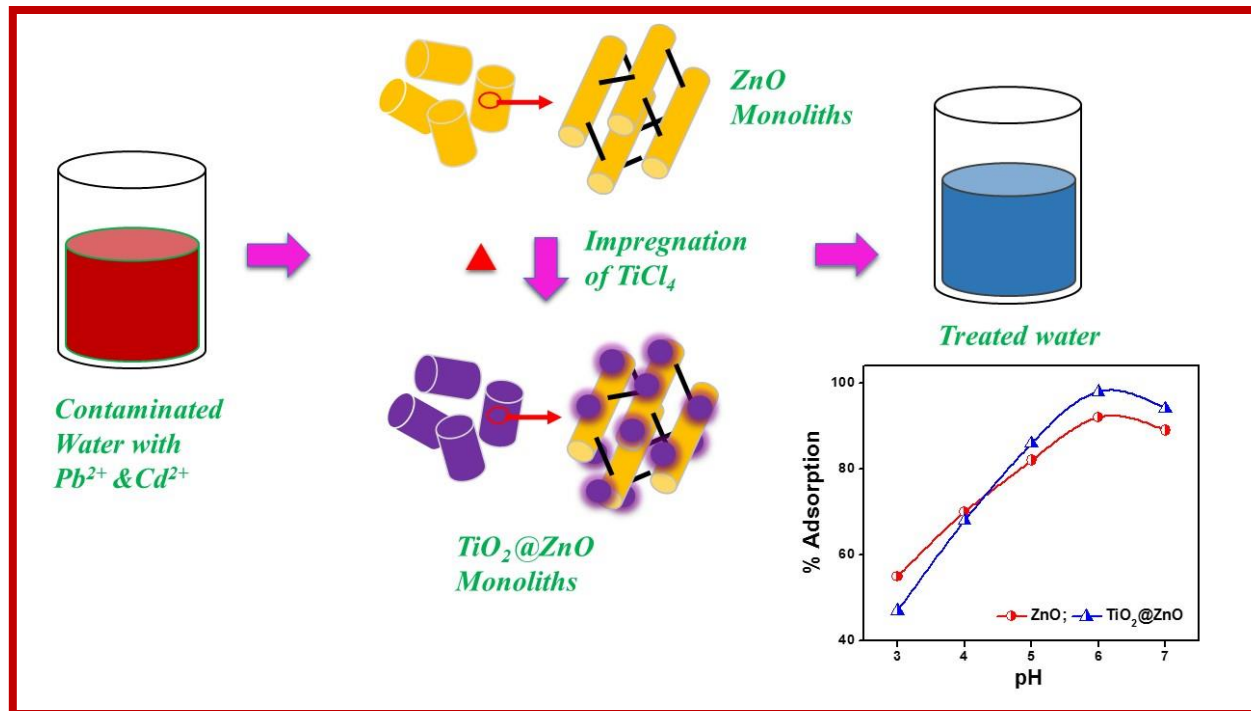 ZnO
Monoliths
Impregnation
of TiCl₄
Contaminated
Water with
Pb²⁺ &Cd²⁺
Treated water
TiO₂@ZnO
Monoliths
% Adsorption
100
80
60
40
3 4 5 6 7
pH
ZnO; TiO₂@ZnO